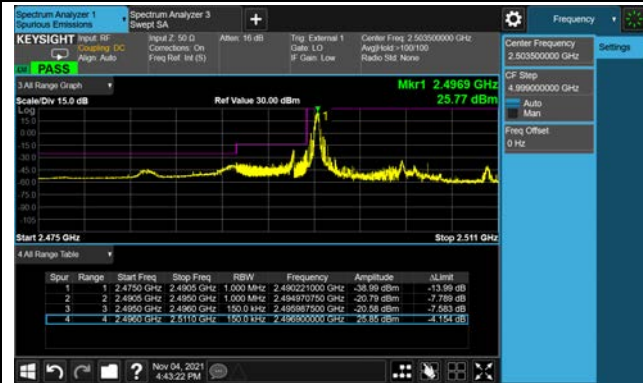 Spectrum Analyzer 1
Spurious Emissions
Spectrum Analyzer 3
Swept SA
+
Frequency
KEYSIGHT
Input: RF
Coupling: DC
Align: Auto
Input Z: 50 Ω
Corrections: On
Freq Ref: Int (S)
Atten: 16 dB
Trig: External 1
Gate: LO
IF Gain: Low
Center Freq: 2.503500000 GHz
Avg|Hold:>100/100
Radio Std: None
PASS
Center Frequency
2.503500000 GHz
Settings
CF Step
4.999000000 GHz
Auto
Man
Freq Offset
0 Hz
3 All Range Graph
Scale/Div 15.0 dB
Ref Value 30.00 dBm
Mkr1 2.4969 GHz
25.77 dBm
Log
15.0
0.00
-15.0
-30.0
-45.0
-60.0
-75.0
-90.0
-105
1
Start 2.475 GHz
Stop 2.511 GHz
4 All Range Table
Spur Range Start Freq Stop Freq RBW Frequency Amplitude ΔLimit
1 1 2.4750 GHz 2.4905 GHz 1.000 MHz 2.490221000 GHz -38.99 dBm -13.99 dB
2 2 2.4905 GHz 2.4950 GHz 1.000 MHz 2.494970750 GHz -20.79 dBm -7.789 dB
3 3 2.4950 GHz 2.4960 GHz 150.0 kHz 2.495987500 GHz -20.58 dBm -7.583 dB
4 4 2.4960 GHz 2.5110 GHz 150.0 kHz 2.496900000 GHz 25.85 dBm -4.154 dB
?
Nov 04, 2021
4:43:22 PM